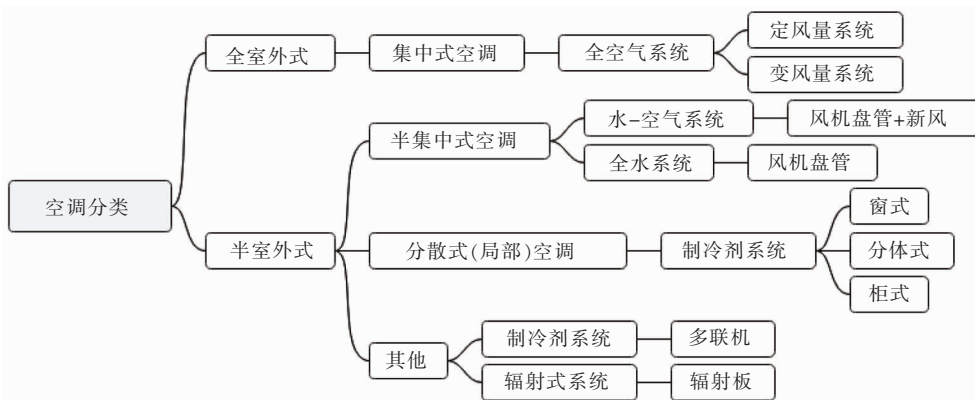 空调分类
全室外式
集中式空调
全空气系统
定风量系统
变风量系统
半室外式
半集中式空调
水-空气系统
风机盘管+新风
全水系统
风机盘管
分散式(局部)空调
制冷剂系统
窗式
分体式
柜式
其他
制冷剂系统
多联机
辐射式系统
辐射板